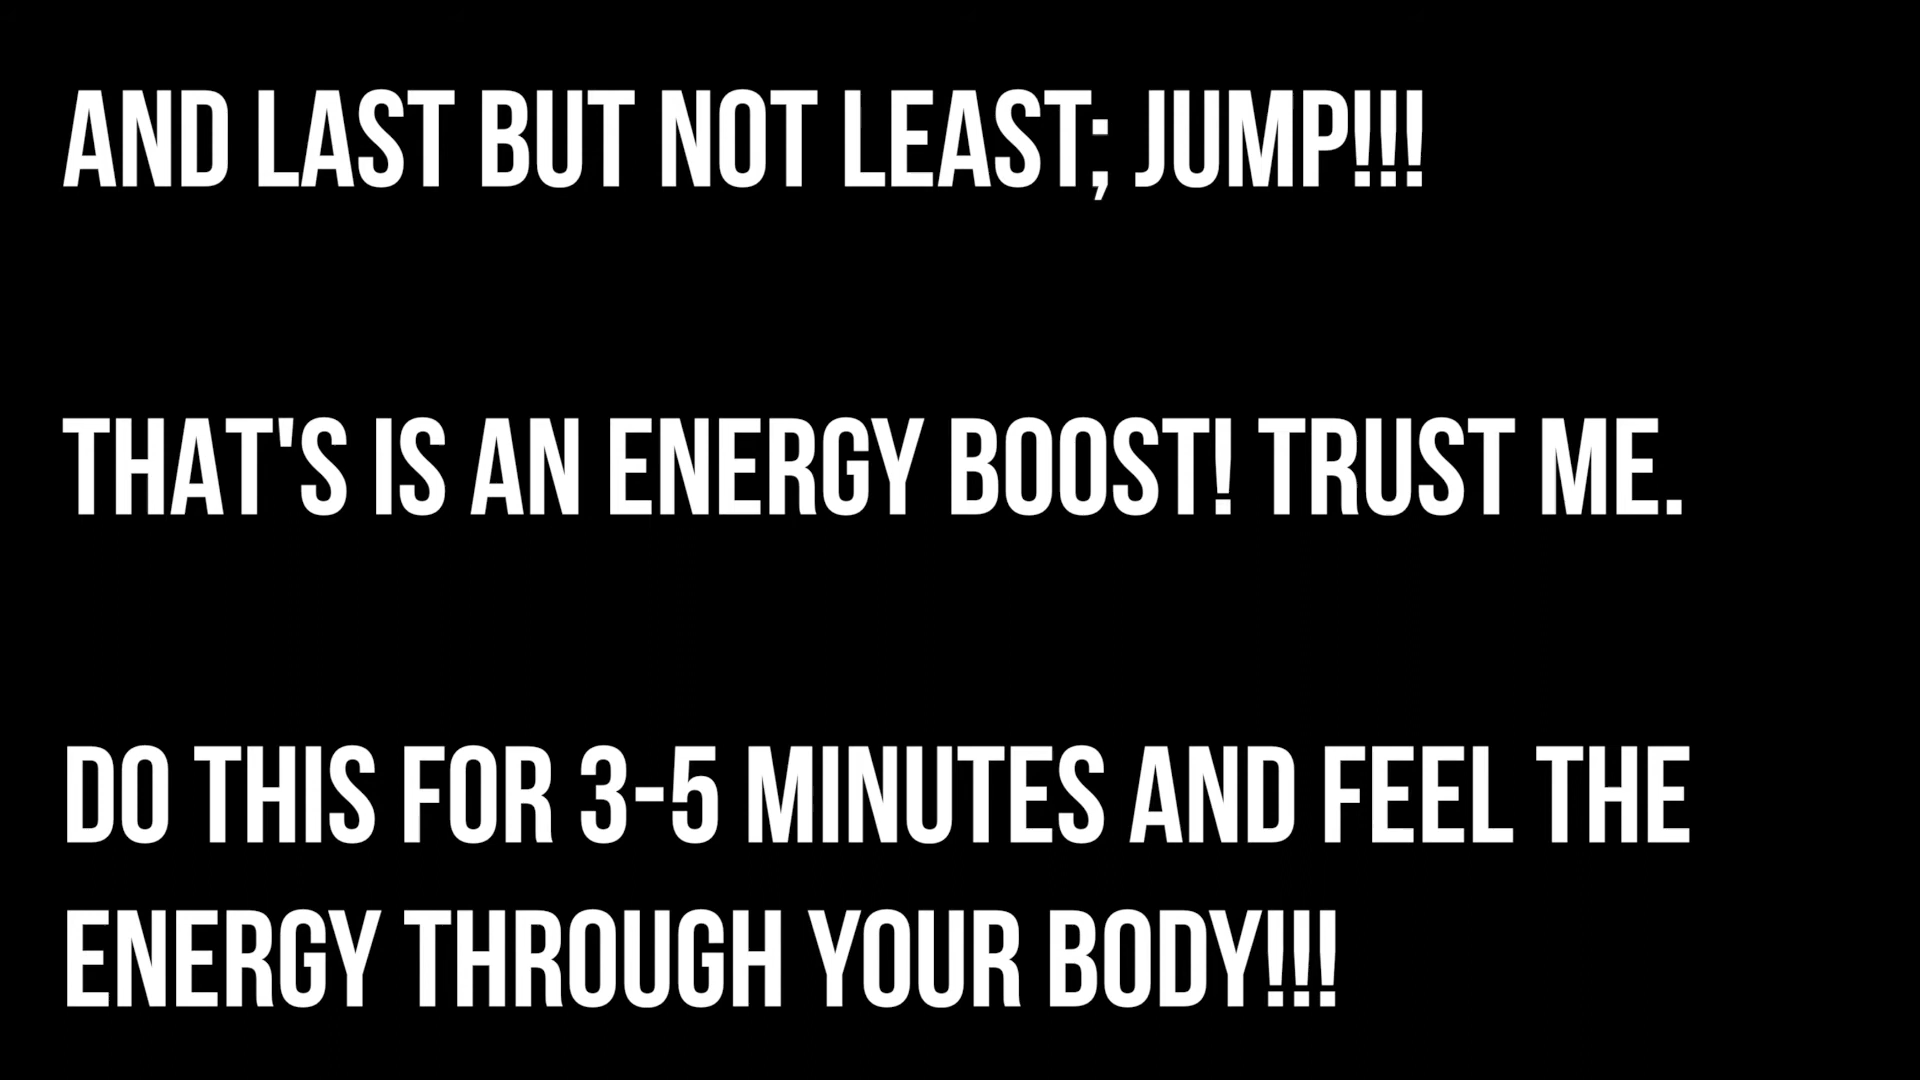 AND LAST BUT NOT LEAST; JUMP!!!
THAT'S IS AN ENERGY BOOST! TRUST ME.
DO THIS FOR 3-5 MINUTES AND FEEL THE
ENERGY THROUGH YOUR BODY!!!